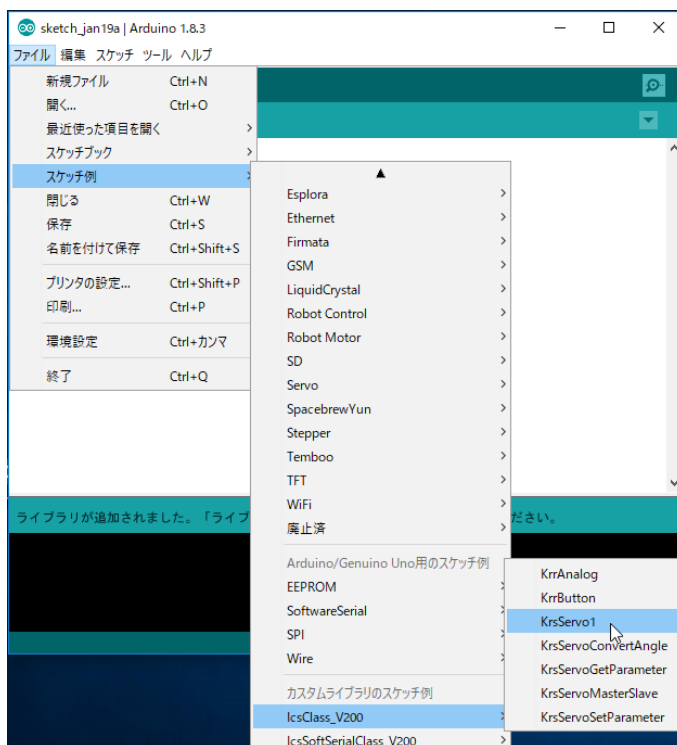 sketch_jan19a | Arduino 1.8.3
ファイル 編集 スケッチ ツール ヘルプ
新規ファイル Ctrl+N
開く... Ctrl+O
最近使った項目を開く
スケッチブック
スケッチ例
閉じる Ctrl+W
保存 Ctrl+S
名前を付けて保存 Ctrl+Shift+S
プリンタの設定... Ctrl+Shift+P
印刷... Ctrl+P
環境設定 Ctrl+カンマ
終了 Ctrl+Q
Esplora
Ethernet
Firmata
GSM
LiquidCrystal
Robot Control
Robot Motor
SD
Servo
SpacebrewYun
Stepper
Temboo
TFT
WiFi
廃止済
Arduino/Genuino Uno用のスケッチ例
EEPROM
SoftwareSerial
SPI
Wire
カスタムライブラリのスケッチ例
IcsClass_V200
IcsSoftSerialClass_V200
KrrAnalog
KrrButton
KrsServo1
KrsServoConvertAngle
KrsServoGetParameter
KrsServoMasterSlave
KrsServoSetParameter
ライブラリが追加されました。「ライブ ださい。